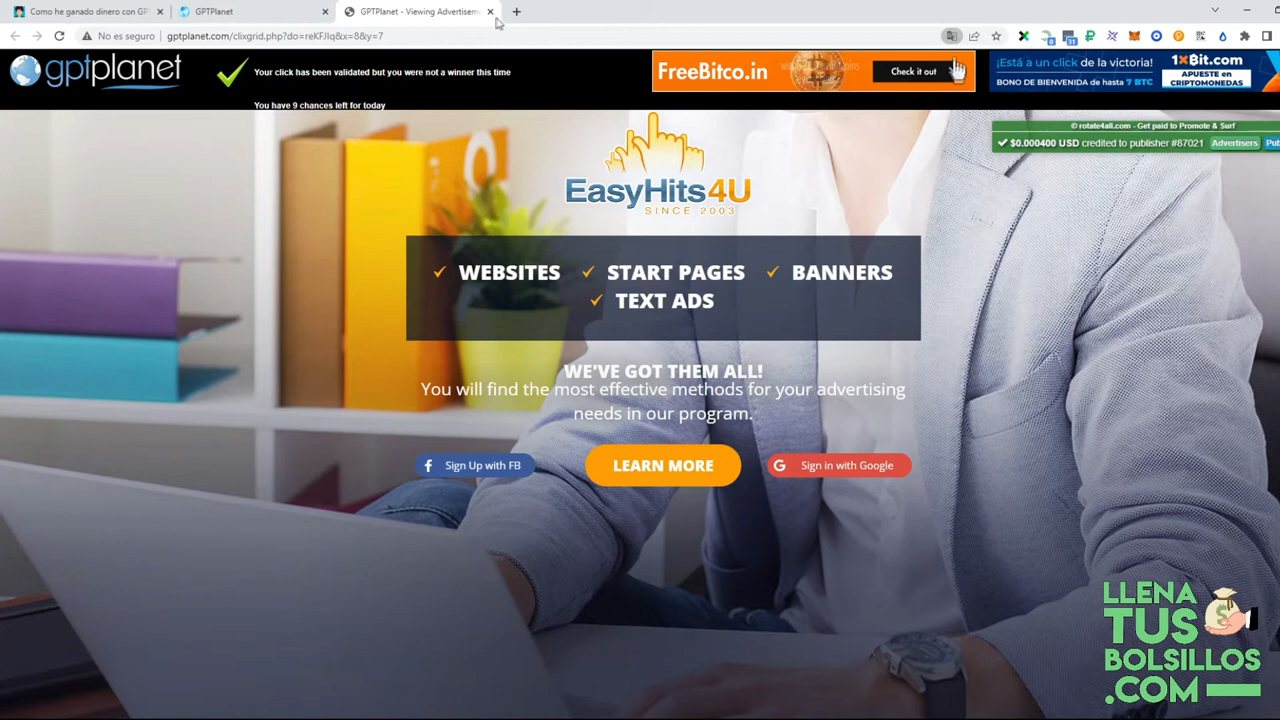 Como he ganado dinero con GP
GPTPlanet
GPTPlanet - Viewing Advertisem
No es seguro
gptplanet.com/clixgrid.php?do=reKFJIq&x=8&y=7
gptplanet
Your click has been validated but you were not a winner this time
You have 9 chances left for today
FreeBitco.in
Check it out
¡Está a un click de la victoria!
BONO DE BIENVENIDA de hasta 7 BTC
1XBit.com
APUESTE en
CRIPTOMONEDAS
© rotate4all.com - Get paid to Promote & Surf
$0.000400 USD credited to publisher #87021
Advertisers
Pub
EasyHits4U
SINCE 2003
WEBSITES
START PAGES
BANNERS
TEXT ADS
WE'VE GOT THEM ALL!
You will find the most effective methods for your advertising
needs in our program.
Sign Up with FB
LEARN MORE
Sign in with Google
LLENA
TUS
BOLSILLOS
.COM